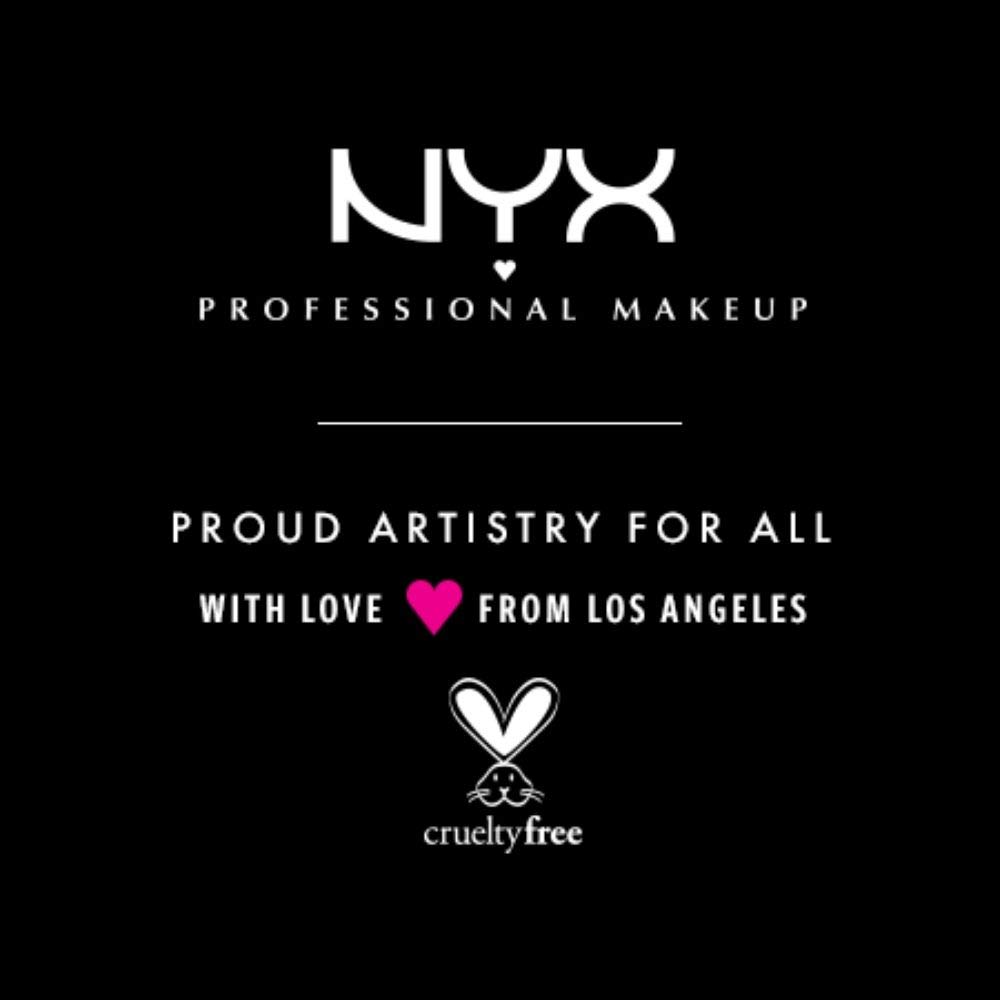 NYX
PROFESSIONAL MAKEUP
PROUD ARTISTRY FOR ALL
WITH LOVE FROM LOS ANGELES
crueltyfree